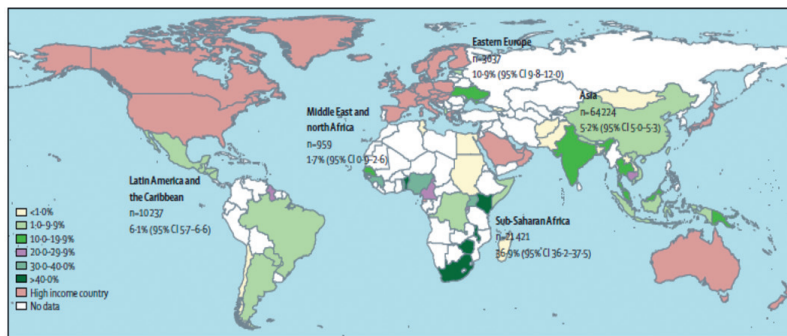 Eastern Europe
n=3037
10·9% (95% CI 9·8–12·0)
Asia
n=64 224
5·2% (95% CI 5·0–5·3)
Middle East and
north Africa
n=959
1·7% (95% CI 0·9–2·6)
Latin America and
the Caribbean
n=10 237
6·1% (95% CI 5·7–6·6)
Sub-Saharan Africa
n=21 421
36·9% (95% CI 36·2–37·5)
<1·0%
1·0–9·9%
10·0–19·9%
20·0–29·9%
30·0–40·0%
>40·0%
High income country
No data